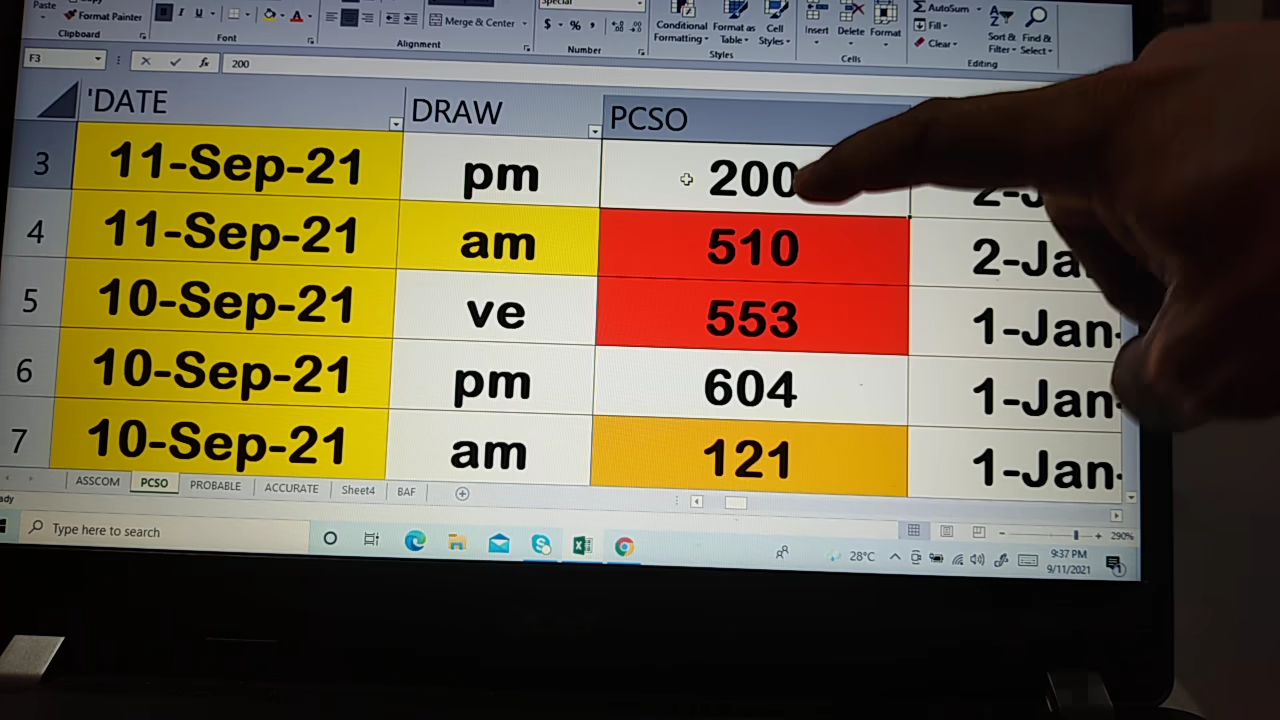 Paste
Format Painter
Clipboard
B I U A
Font
Merge & Center
Alignment
Special
$ % ,
Number
Conditional Formatting
Format as Table
Cell Styles
Styles
Insert
Delete
Format
Cells
AutoSum
Fill
Clear
Sort & Filter
Find & Select
Editing
F3
fx
200
'DATE DRAW PCSO
3 11-Sep-21 pm 200
4 11-Sep-21 am 510 2-Ja
5 10-Sep-21 ve 553 1-Jan-
6 10-Sep-21 pm 604 1-Jan-
7 10-Sep-21 am 121 1-Jan-
ASSCOM PCSO PROBABLE ACCURATE Sheet4 BAF
ady
290%
Type here to search
28°C
9:37 PM
9/11/2021
1